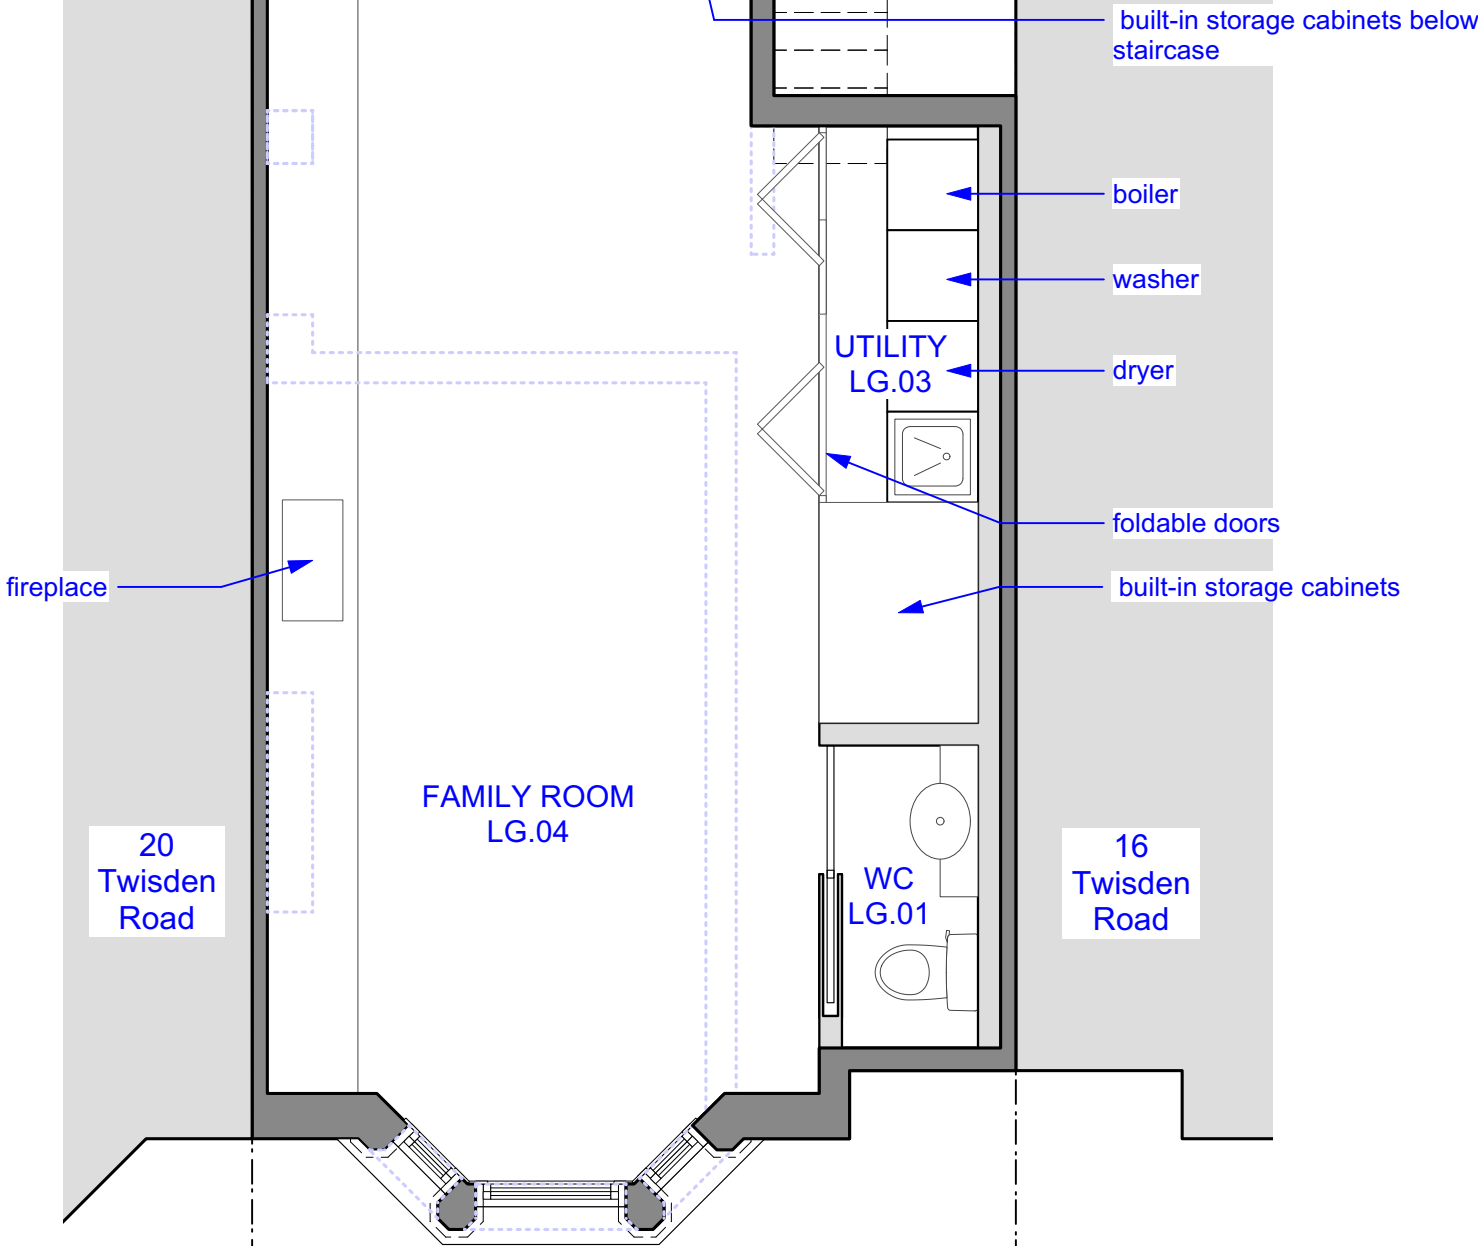 built-in storage cabinets below
staircase
boiler
washer
UTILITY
LG.03
dryer
foldable doors
fireplace
built-in storage cabinets
FAMILY ROOM
LG.04
20
Twisden
Road
WC
LG.01
16
Twisden
Road